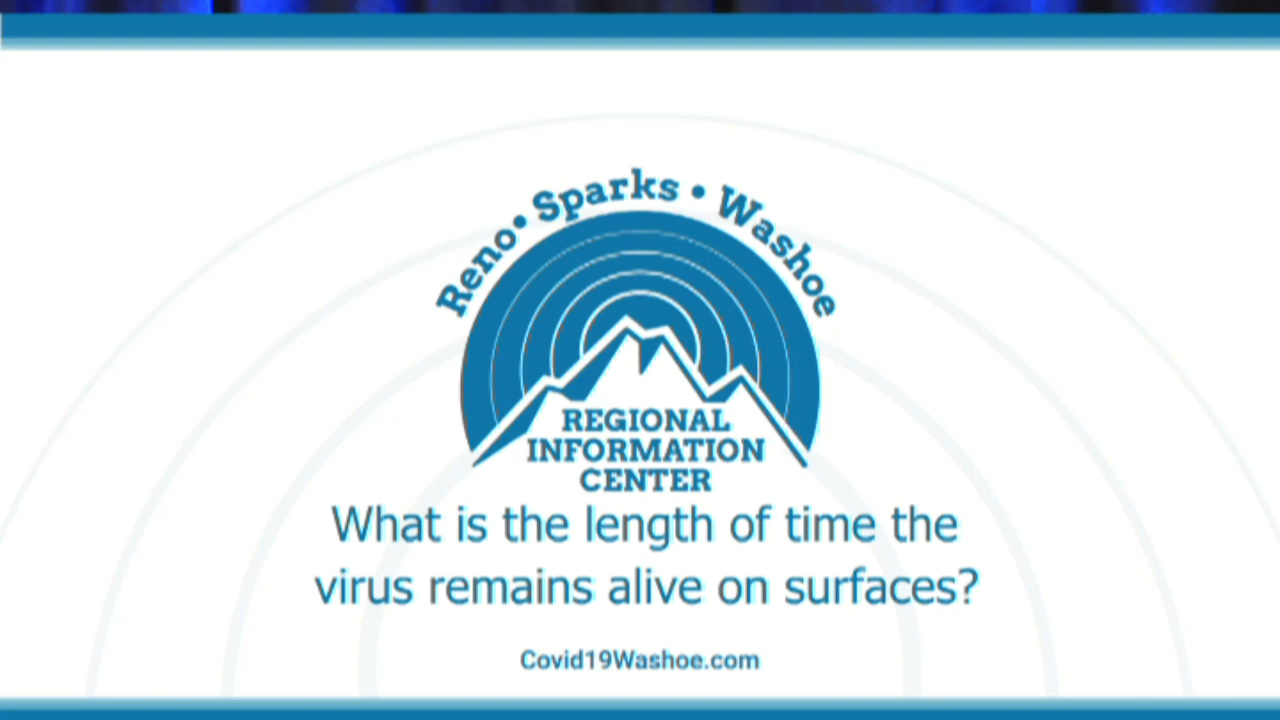 Reno • Sparks • Washoe
REGIONAL
INFORMATION
CENTER
What is the length of time the
virus remains alive on surfaces?
Covid19Washoe.com